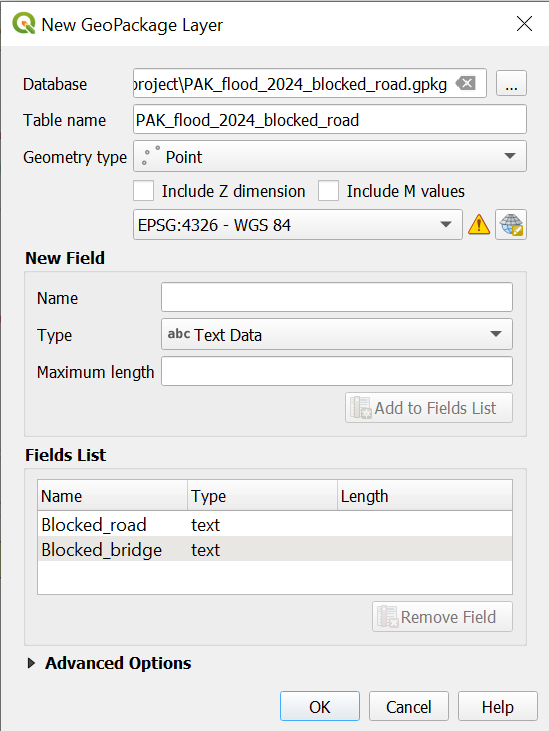 New GeoPackage Layer
Database project\PAK_flood_2024_blocked_road.gpkg ...
Table name PAK_flood_2024_blocked_road
Geometry type Point
Include Z dimension Include M values
EPSG:4326 - WGS 84
New Field
Name
Type abc Text Data
Maximum length
Add to Fields List
Fields List
Name Type Length
Blocked_road text
Blocked_bridge text
Remove Field
Advanced Options
OK Cancel Help